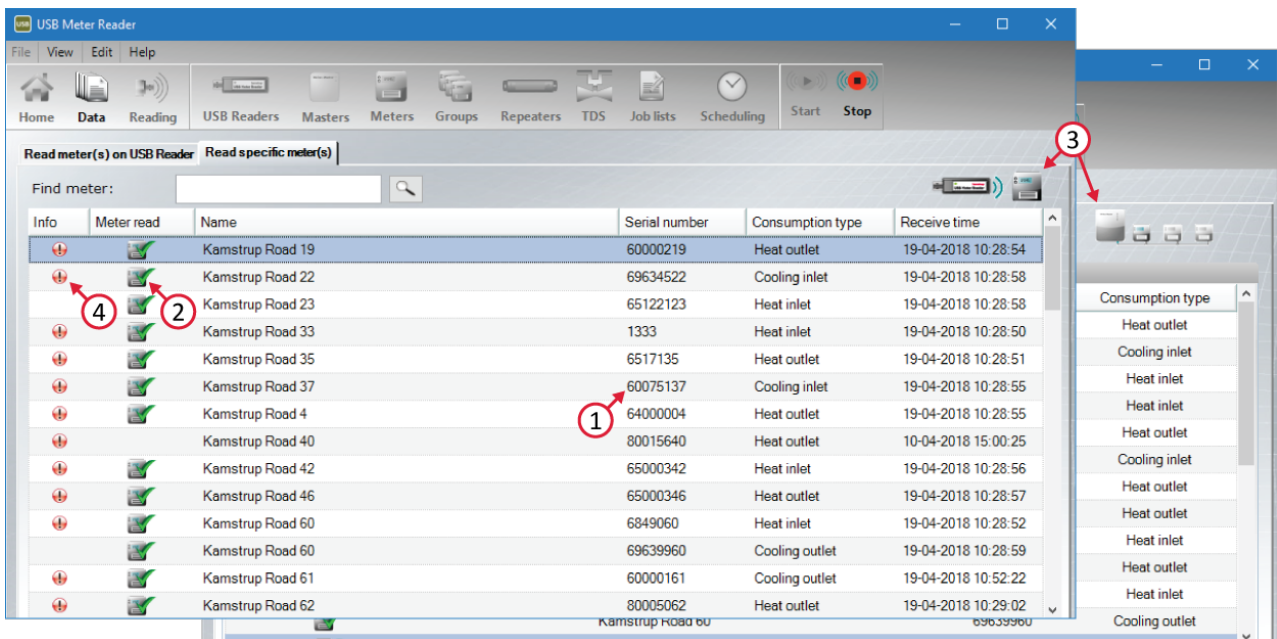 USB USB Meter Reader
File View Edit Help
Home Data Reading USB Readers Masters Meters Groups Repeaters TDS Job lists Scheduling Start Stop
Read meter(s) on USB Reader Read specific meter(s)
3
Find meter:
Info Meter read Name Serial number Consumption type Receive time
Kamstrup Road 19 60000219 Heat outlet 19-04-2018 10:28:54
Kamstrup Road 22 69634522 Cooling inlet 19-04-2018 10:28:58
4 2 Kamstrup Road 23 65122123 Heat inlet 19-04-2018 10:28:58
Kamstrup Road 33 1333 Heat inlet 19-04-2018 10:28:50
Kamstrup Road 35 6517135 Heat outlet 19-04-2018 10:28:51
Kamstrup Road 37 60075137 Cooling inlet 19-04-2018 10:28:55
1
Kamstrup Road 4 64000004 Heat outlet 19-04-2018 10:28:55
Kamstrup Road 40 80015640 Heat outlet 10-04-2018 15:00:25
Kamstrup Road 42 65000342 Heat inlet 19-04-2018 10:28:56
Kamstrup Road 46 65000346 Heat outlet 19-04-2018 10:28:57
Kamstrup Road 60 6849060 Heat inlet 19-04-2018 10:28:52
Kamstrup Road 60 69639960 Cooling outlet 19-04-2018 10:28:59
Kamstrup Road 61 60000161 Cooling outlet 19-04-2018 10:52:22
Kamstrup Road 62 80005062 Heat outlet 19-04-2018 10:29:02
Consumption type
Heat outlet
Cooling inlet
Heat inlet
Heat inlet
Heat outlet
Cooling inlet
Heat outlet
Heat outlet
Heat inlet
Heat outlet
Heat inlet
Kamstrup Road 60 69639960 Cooling outlet